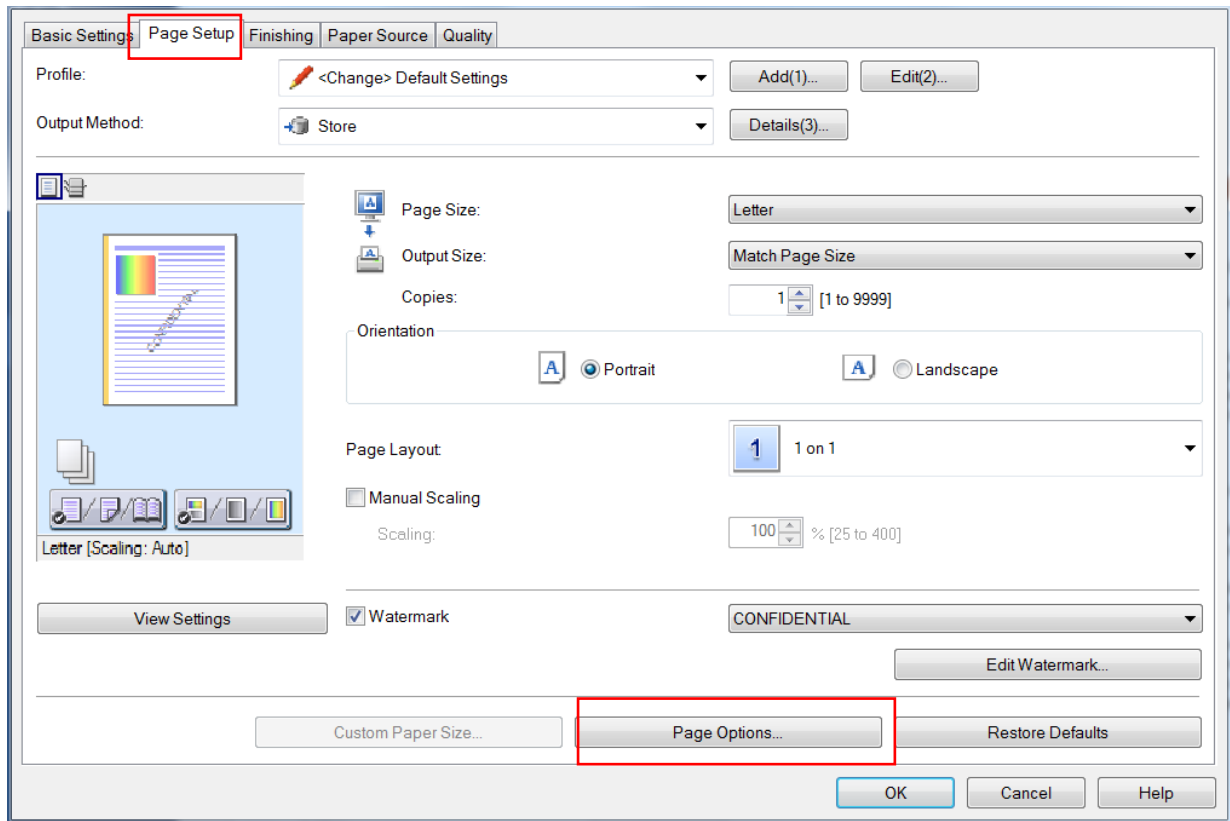 Basic Settings Page Setup Finishing Paper Source Quality
Profile: <Change> Default Settings Add(1)... Edit(2)...
Output Method: Store Details(3)...
Page Size: Letter
Output Size: Match Page Size
Copies: 1 [1 to 9999]
Orientation
A Portrait A Landscape
CONFIDENTIAL
Page Layout: 1 1 on 1
Manual Scaling
Scaling: 100 % [25 to 400]
Letter [Scaling: Auto]
View Settings Watermark CONFIDENTIAL
Edit Watermark...
Custom Paper Size... Page Options... Restore Defaults
OK Cancel Help